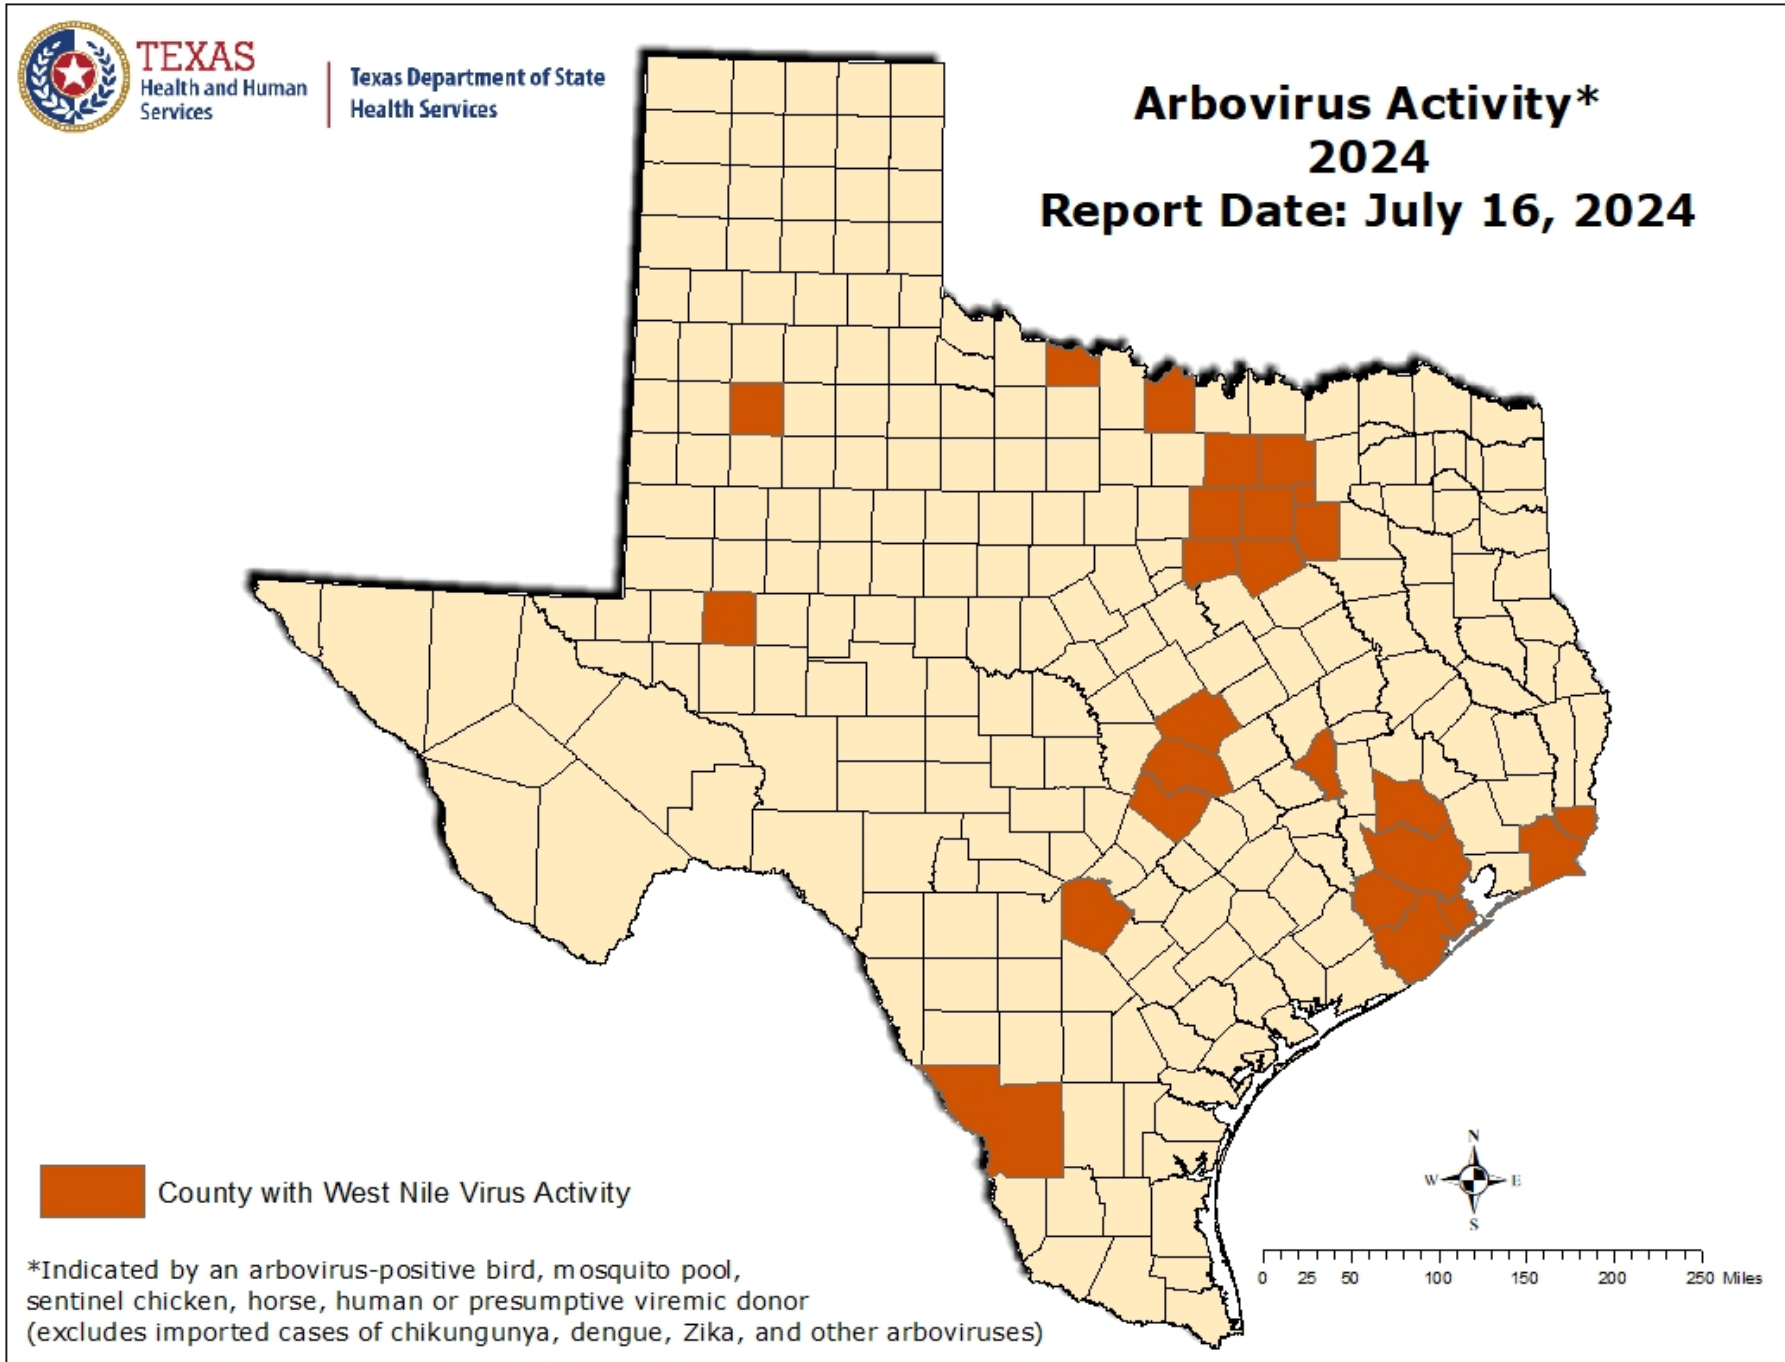 TEXAS
Health and Human
Services
Texas Department of State
Health Services
Arbovirus Activity*
2024
Report Date: July 16, 2024
County with West Nile Virus Activity
*Indicated by an arbovirus-positive bird, mosquito pool,
sentinel chicken, horse, human or presumptive viremic donor
(excludes imported cases of chikungunya, dengue, Zika, and other arboviruses)
N
W E
S
0 25 50 100 150 200 250 Miles